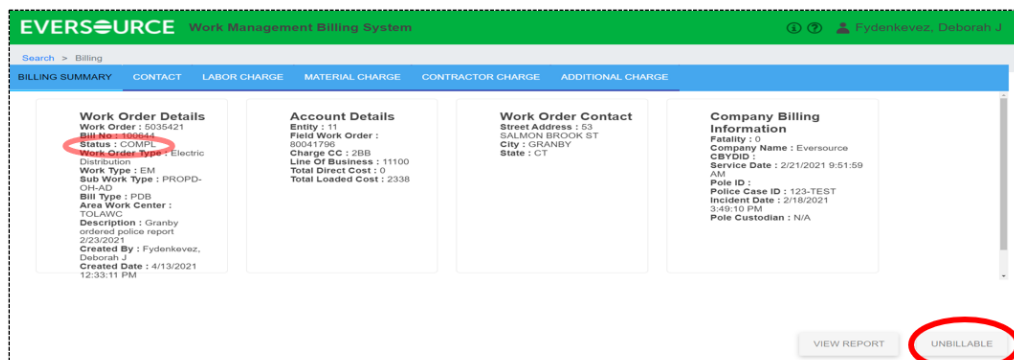 EVERSOURCE Work Management Billing System
Fydenkevez, Deborah J
Search > Billing
BILLING SUMMARY CONTACT LABOR CHARGE MATERIAL CHARGE CONTRACTOR CHARGE ADDITIONAL CHARGE
Work Order Details
Work Order : 5035421
Bill No : 100644
Status : COMPL
Work Order Type : Electric
Distribution
Work Type : EM
Sub Work Type : PROPD-
OH-AD
Bill Type : PDB
Area Work Center :
TOLAWC
Description : Granby
ordered police report
2/23/2021
Created By : Fydenkevez,
Deborah J
Created Date : 4/13/2021
12:33:11 PM
Account Details
Entity : 11
Field Work Order :
80041796
Charge CC : 2BB
Line Of Business : 11100
Total Direct Cost : 0
Total Loaded Cost : 2338
Work Order Contact
Street Address : 53
SALMON BROOK ST
City : GRANBY
State : CT
Company Billing
Information
Fatality : 0
Company Name : Eversource
CBYDID :
Service Date : 2/21/2021 9:51:59
AM
Pole ID :
Police Case ID : 123-TEST
Incident Date : 2/18/2021
3:49:10 PM
Pole Custodian : N/A
VIEW REPORT UNBILLABLE